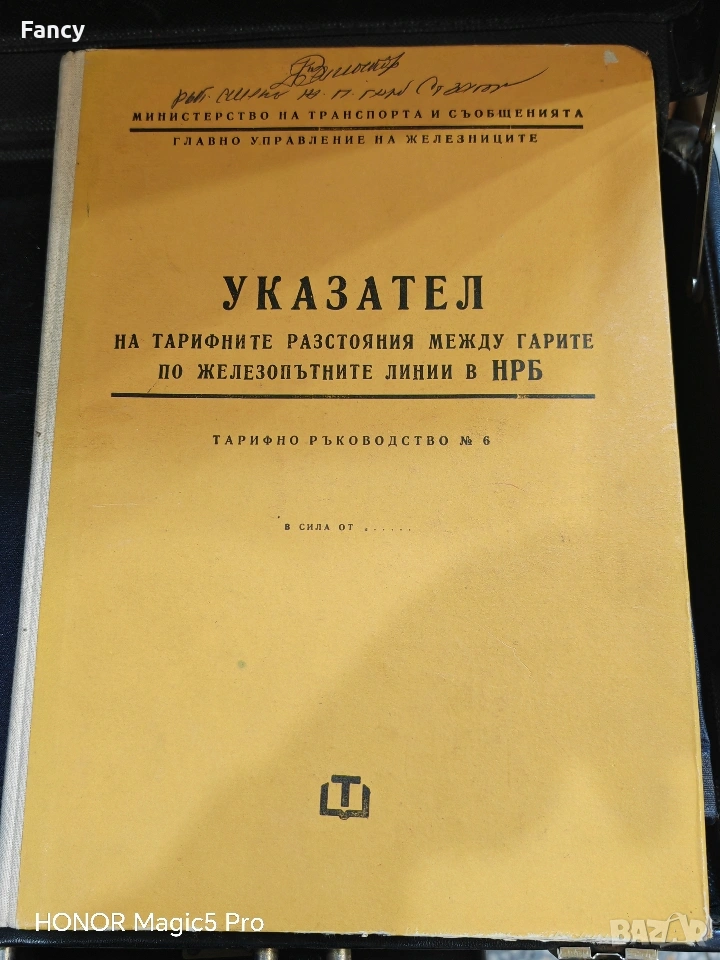 Fancy
МИНИСТЕРСТВО НА ТРАНСПОРТА И СЪОБЩЕНИЯТА
ГЛАВНО УПРАВЛЕНИЕ НА ЖЕЛЕЗНИЦИТЕ
УКАЗАТЕЛ
НА ТАРИФНИТЕ РАЗСТОЯНИЯ МЕЖДУ ГАРИТЕ
ПО ЖЕЛЕЗОПЪТНИТЕ ЛИНИИ В НРБ
ТАРИФНО РЪКОВОДСТВО № 6
В СИЛА ОТ . . . . . .
Т
HONOR Magic5 Pro
BAZAR